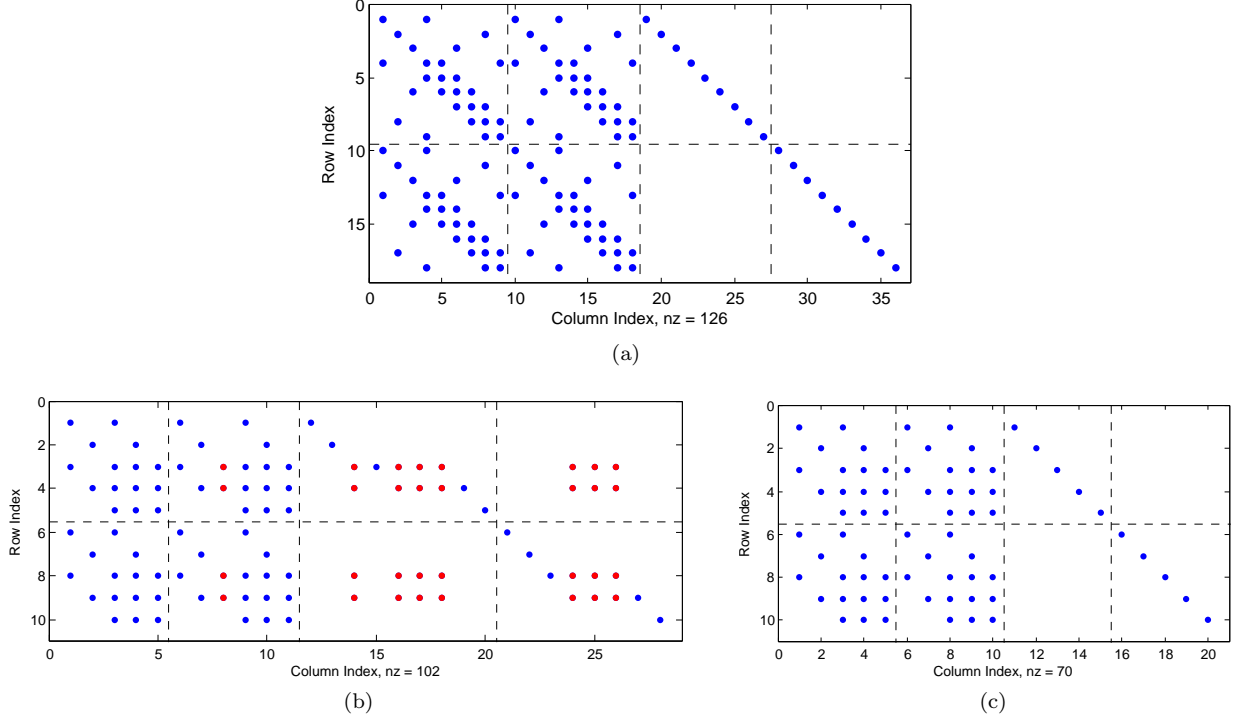 0
5
10
15
Row Index
0 5 10 15 20 25 30 35
Column Index, nz = 126
(a)
0
2
4
6
8
10
Row Index
0 5 10 15 20 25
Column Index, nz = 102
(b)
0
2
4
6
8
10
Row Index
0 2 4 6 8 10 12 14 16 18 20
Column Index, nz = 70
(c)